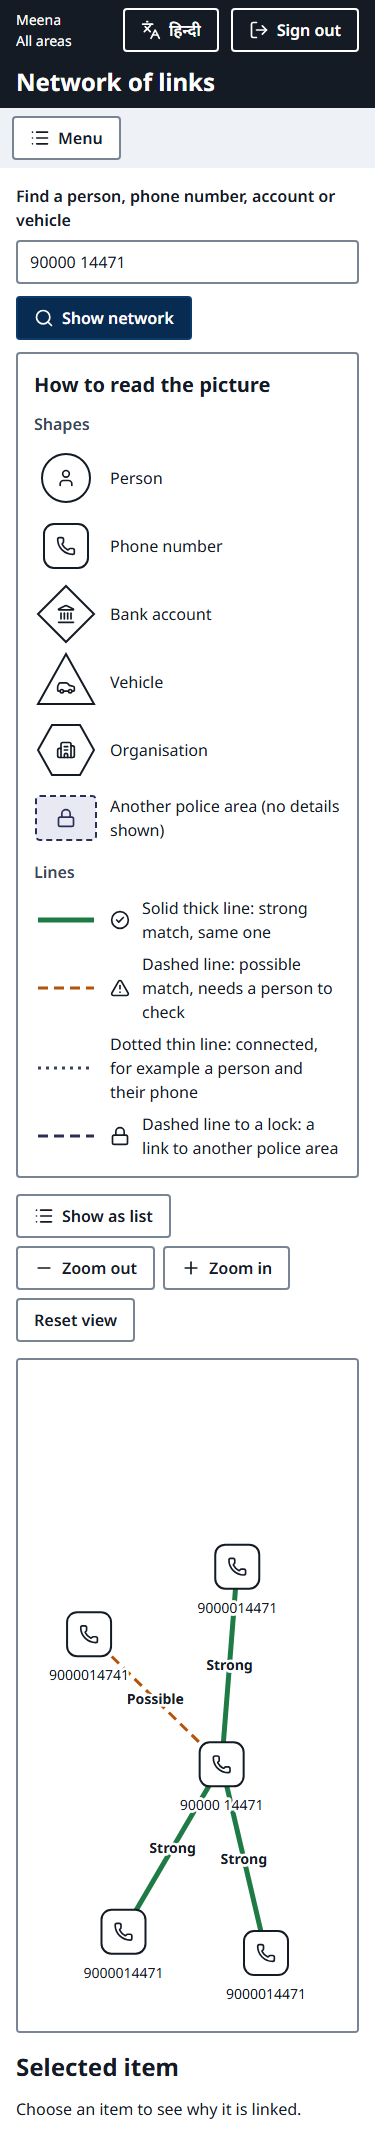 Meena
All areas
हिन्दी
Sign out
Network of links
Menu
Find a person, phone number, account or
vehicle
90000 14471
Show network
How to read the picture
Shapes
Person
Phone number
Bank account
Vehicle
Organisation
Another police area (no details
shown)
Lines
Solid thick line: strong
match, same one
Dashed line: possible
match, needs a person to
check
Dotted thin line: connected,
for example a person and
their phone
Dashed line to a lock: a
link to another police area
Show as list
Zoom out
Zoom in
Reset view
9000014471
Strong
9000014741
Possible
90000 14471
Strong
Strong
9000014471
9000014471
Selected item
Choose an item to see why it is linked.